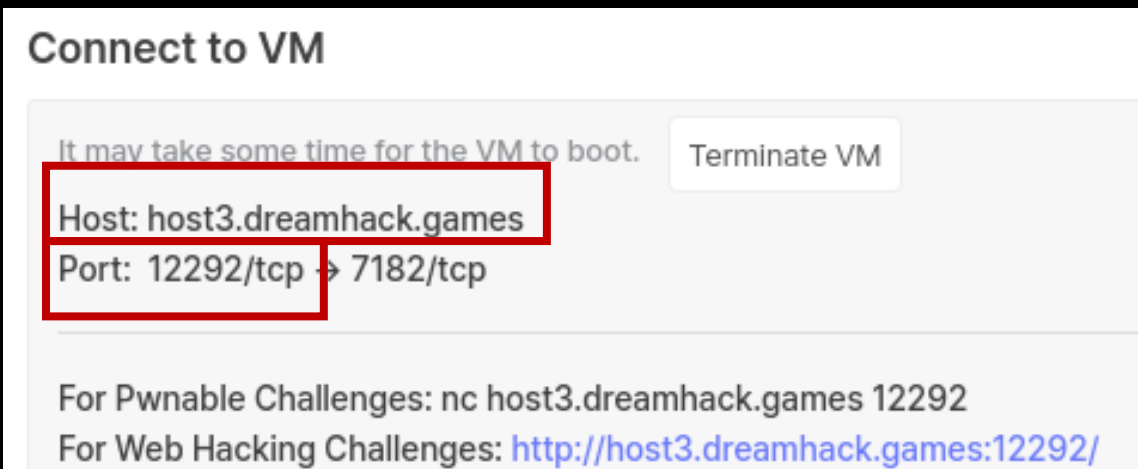 Connect to VM
It may take some time for the VM to boot. Terminate VM
Host: host3.dreamhack.games
Port: 12292/tcp → 7182/tcp
For Pwnable Challenges: nc host3.dreamhack.games 12292
For Web Hacking Challenges: http://host3.dreamhack.games:12292/